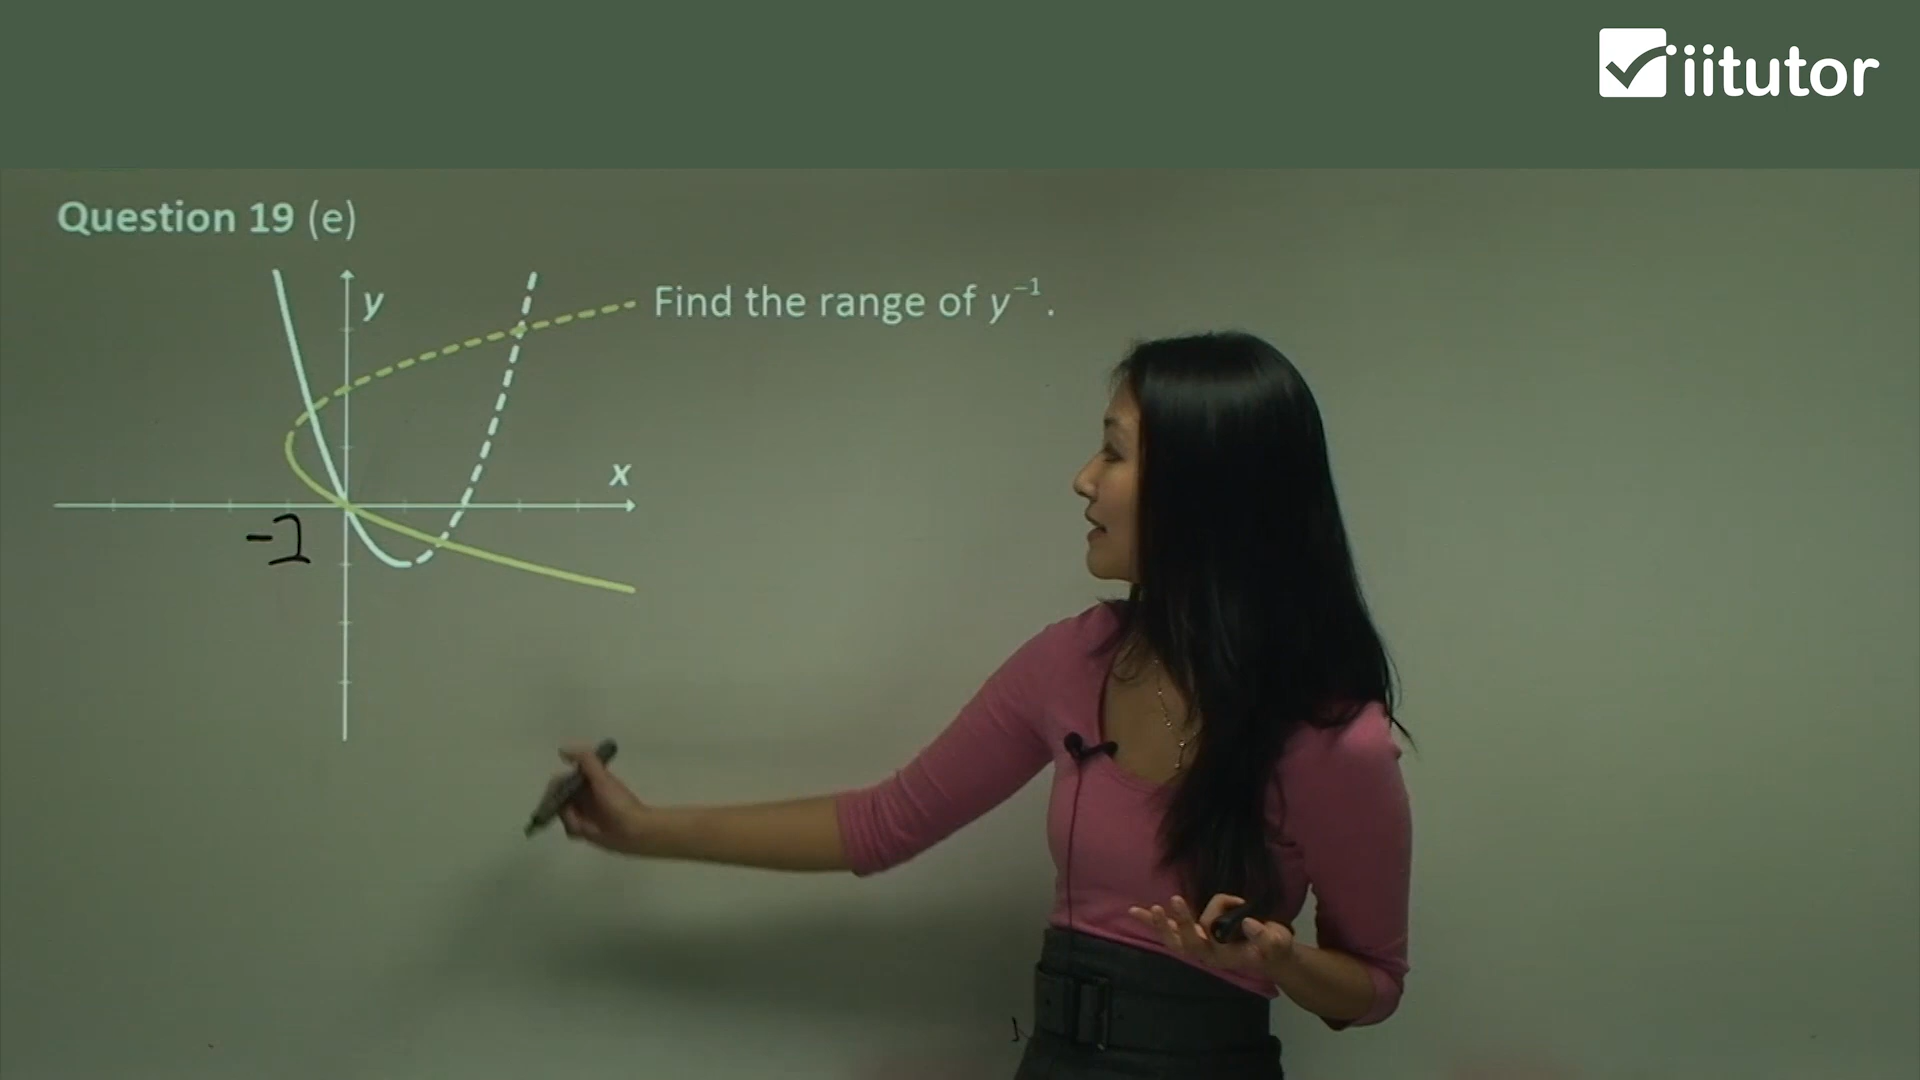 iitutor
Question 19 (e)
y
Find the range of y⁻¹.
x
-2